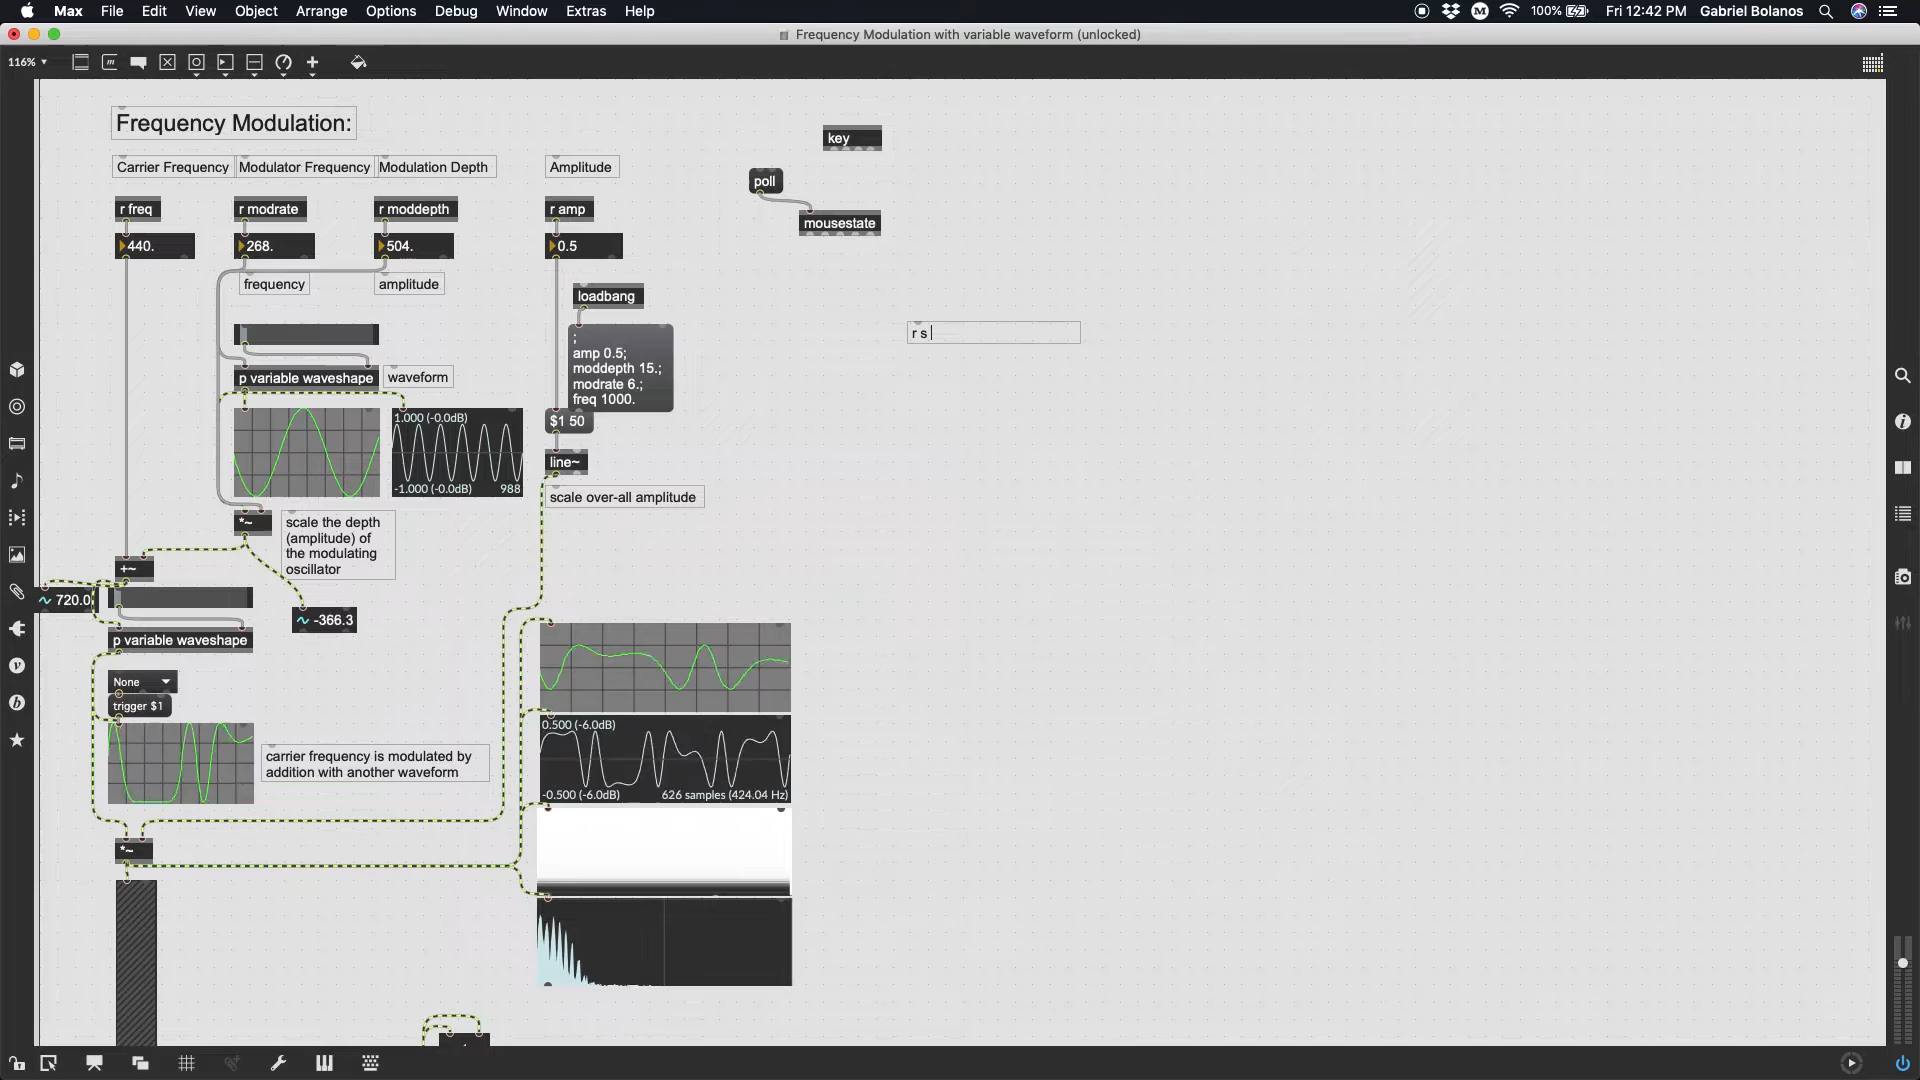 Max File Edit View Object Arrange Options Debug Window Extras Help
100% Fri 12:42 PM Gabriel Bolanos
Frequency Modulation with variable waveform (unlocked)
116%
Frequency Modulation:
key
Carrier Frequency Modulator Frequency Modulation Depth Amplitude
poll
r freq r modrate r moddepth r amp
mousestate
440. 268. 504. 0.5
frequency amplitude
loadbang
r s
;
amp 0.5;
moddepth 15.;
modrate 6.;
freq 1000.
p variable waveshape waveform
1.000 (-0.0dB)
$1 50
line~
-1.000 (-0.0dB) 988
scale over-all amplitude
*~
scale the depth
(amplitude) of
the modulating
oscillator
+~
720.0
-366.3
p variable waveshape
None
trigger $1
0.500 (-6.0dB)
carrier frequency is modulated by
addition with another waveform
-0.500 (-6.0dB) 626 samples (424.04 Hz)
*~